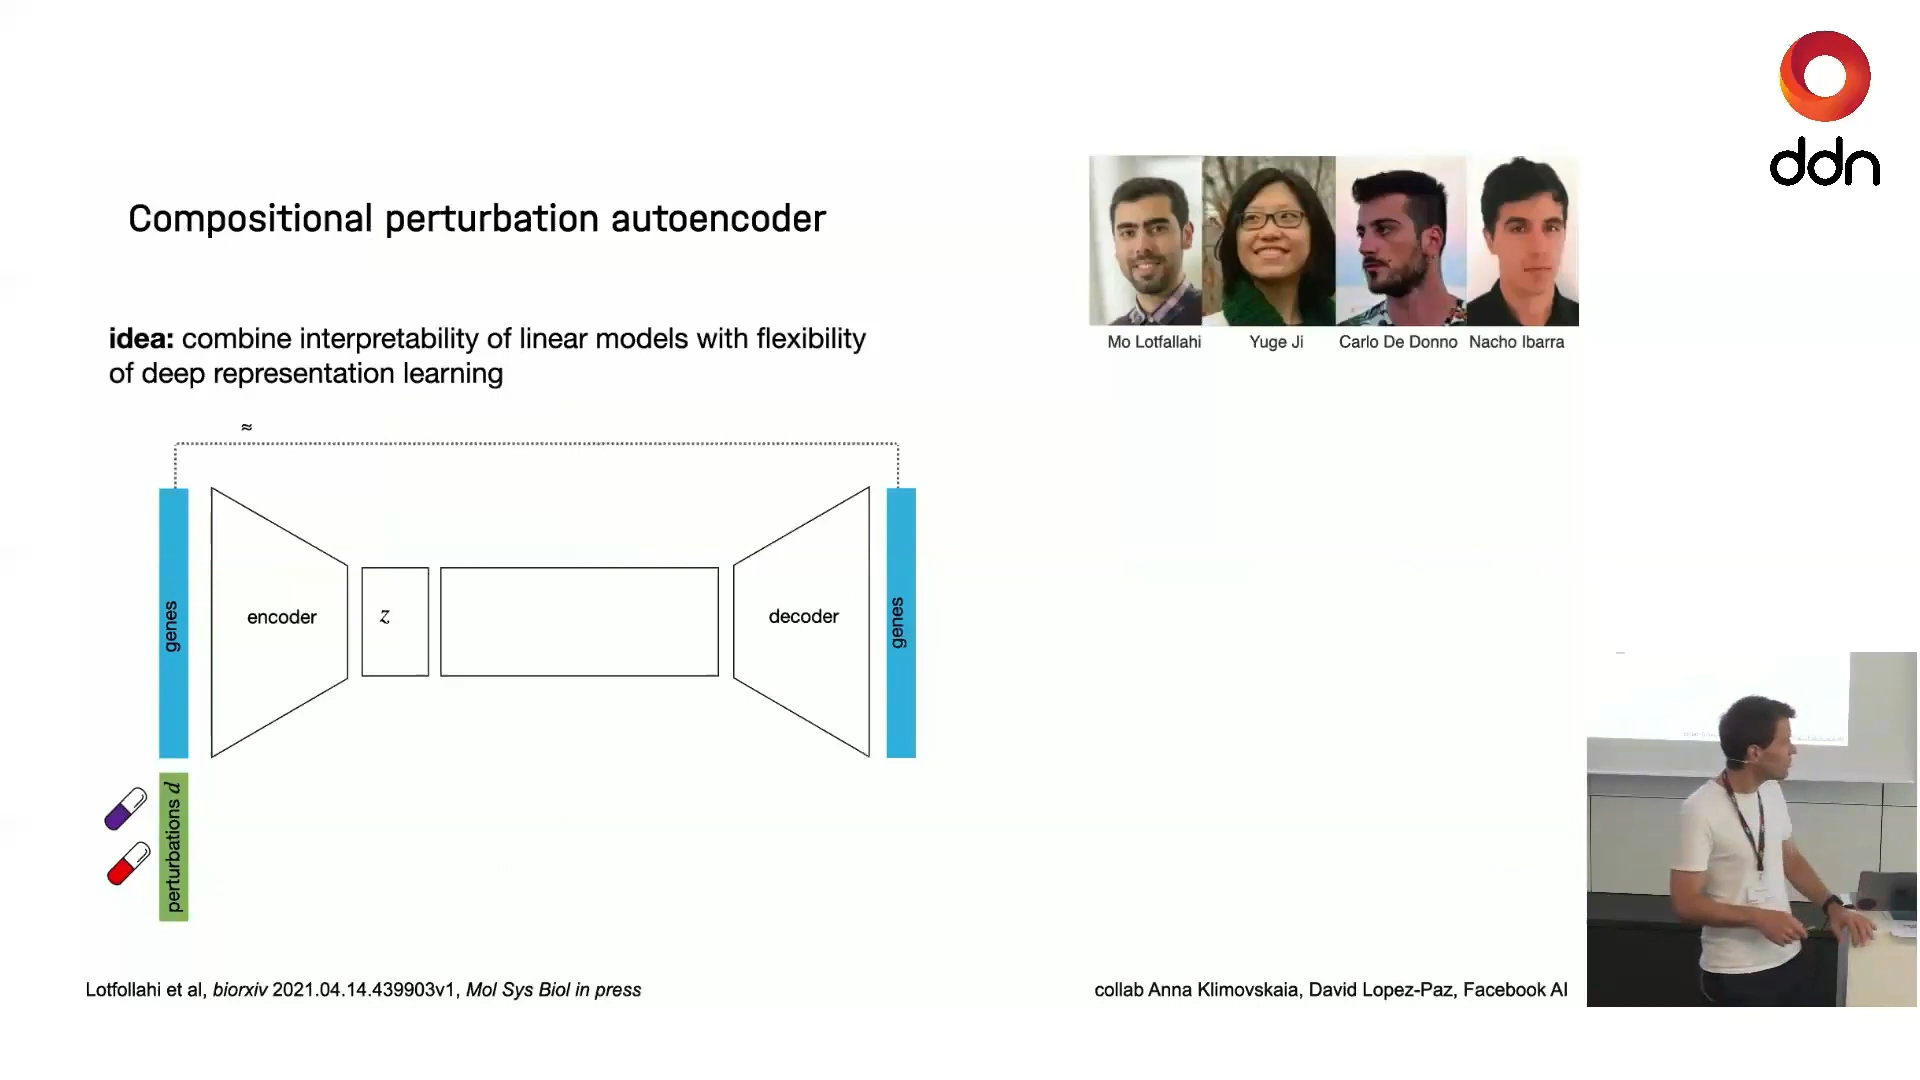 ddn
Compositional perturbation autoencoder
Mo Lotfallahi
Yuge Ji
Carlo De Donno
Nacho Ibarra
idea: combine interpretability of linear models with flexibility
of deep representation learning
≈
genes
encoder
z
decoder
genes
perturbations d
Lotfollahi et al, biorxiv 2021.04.14.439903v1, Mol Sys Biol in press
collab Anna Klimovskaia, David Lopez-Paz, Facebook AI